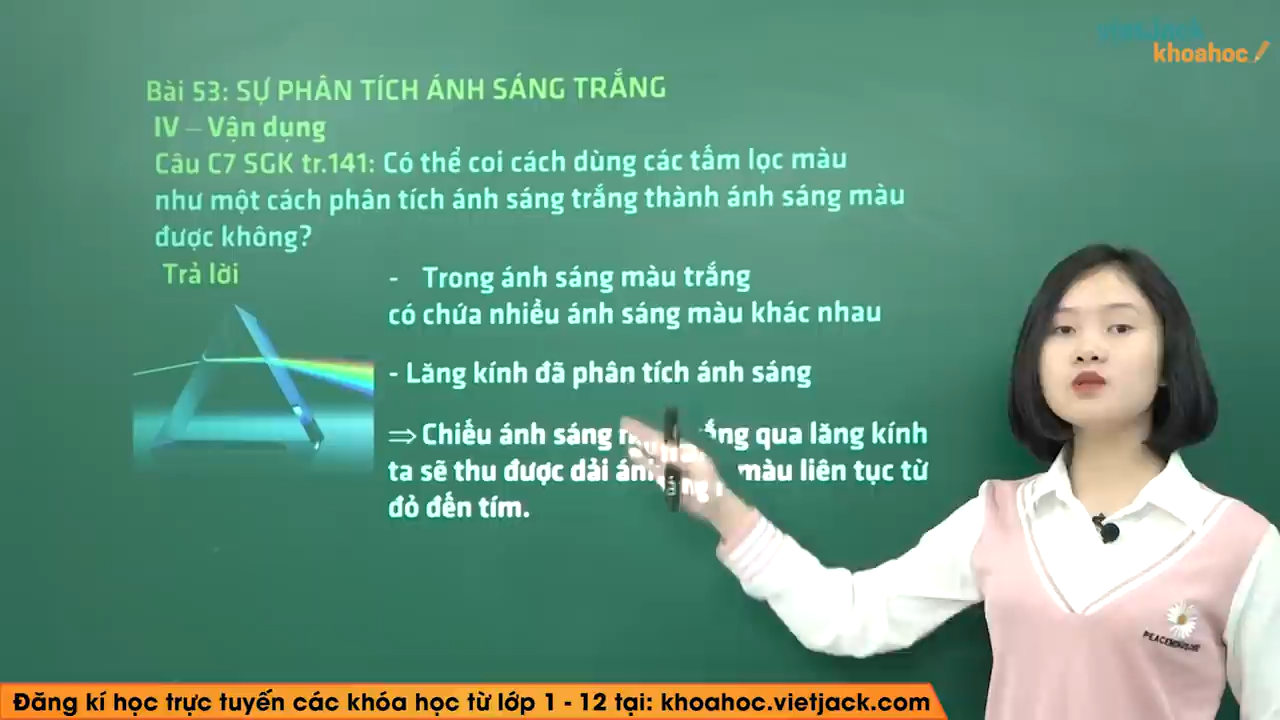 vietJack
khoahoc
Bài 53: SỰ PHÂN TÍCH ÁNH SÁNG TRẮNG
IV – Vận dụng
Câu C7 SGK tr.141: Có thể coi cách dùng các tấm lọc màu
như một cách phân tích ánh sáng trắng thành ánh sáng màu
được không?
Trả lời
- Trong ánh sáng màu trắng
có chứa nhiều ánh sáng màu khác nhau
- Lăng kính đã phân tích ánh sáng
⇒ Chiếu ánh sáng qua lăng kính
ta sẽ thu được dải màu liên tục từ
đỏ đến tím.
Đăng kí học trực tuyến các khóa học từ lớp 1 - 12 tại: khoahoc.vietjack.com